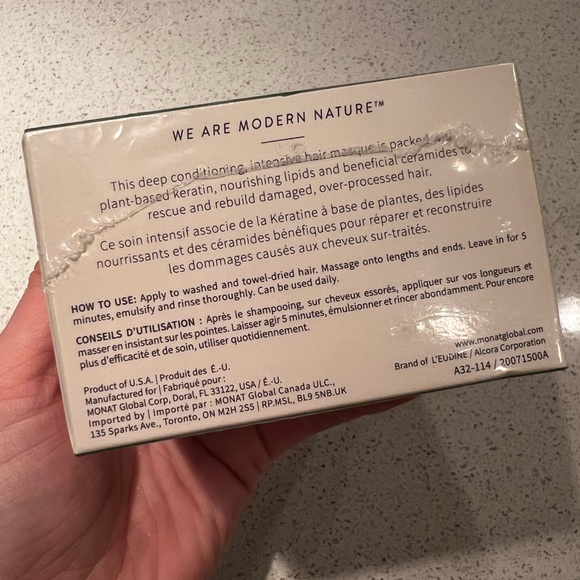 WE ARE MODERN NATURE™
This deep conditioning, intensive hair masque is packed with
plant-based keratin, nourishing lipids and beneficial ceramides to
rescue and rebuild damaged, over-processed hair.
Ce soin intensif associe de la Kératine à base de plantes, des lipides
nourrissants et des céramides bénéfiques pour réparer et reconstruire
les dommages causés aux cheveux sur-traités.
HOW TO USE: Apply to washed and towel-dried hair. Massage onto lengths and ends. Leave in for 5
minutes, emulsify and rinse thoroughly. Can be used daily.
CONSEILS D'UTILISATION : Après le shampooing, sur cheveux essorés, appliquer sur vos longueurs et
masser en insistant sur les pointes. Laisser agir 5 minutes, émulsionner et rincer abondamment. Pour encore
plus d'efficacité et de soin, utiliser quotidiennement.
Product of U.S.A. | Produit des É.-U.
Manufactured for | Fabriqué pour :
MONAT Global Corp, Doral, FL 33122, USA / É.-U.
Imported by | Importé par : MONAT Global Canada ULC.,
135 Sparks Ave., Toronto, ON M2H 2S5 | RP.MSL, BL9 5NB.UK
www.monatglobal.com
Brand of L'EUDINE / Alcora Corporation
A32-114 / 20071500A